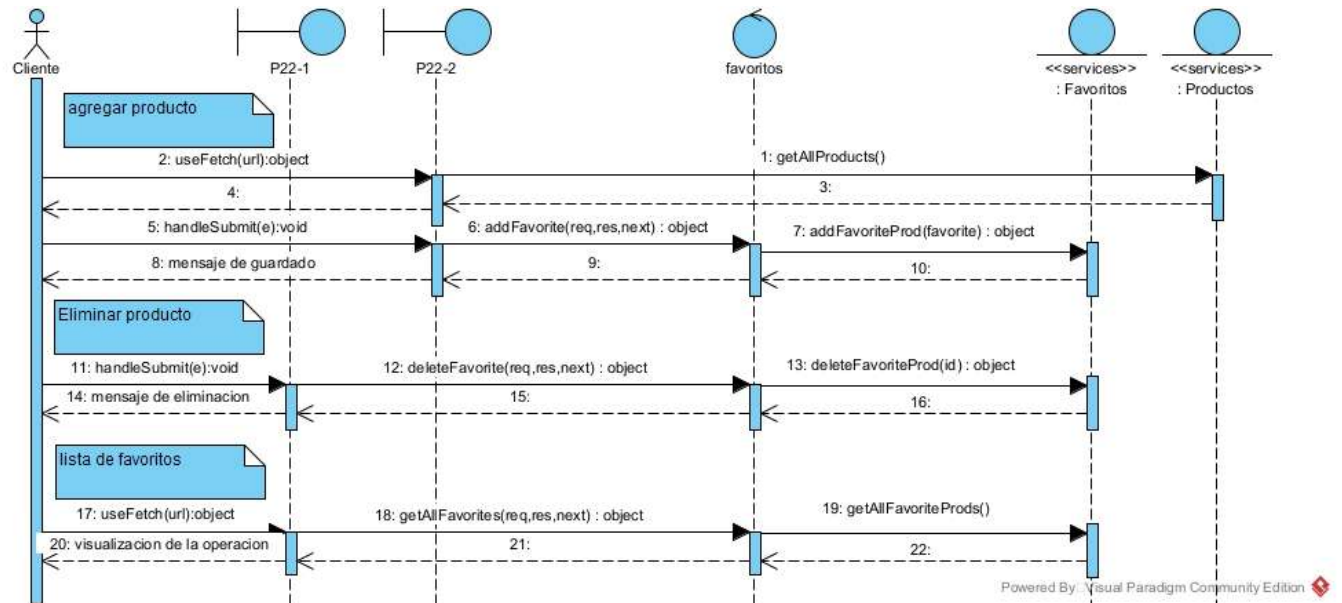 Cliente
P22-1
P22-2
favoritos
<<services>>
: Favoritos
<<services>>
: Productos
agregar producto
2: useFetch(url):object
1: getAllProducts()
4:
3:
5: handleSubmit(e):void
6: addFavorite(req,res,next) : object
7: addFavoriteProd(favorite) : object
8: mensaje de guardado
9:
10:
Eliminar producto
11: handleSubmit(e):void
12: deleteFavorite(req,res,next) : object
13: deleteFavoriteProd(id) : object
14: mensaje de eliminacion
15:
16:
lista de favoritos
17: useFetch(url):object
18: getAllFavorites(req,res,next) : object
19: getAllFavoriteProds()
20: visualizacion de la operacion
21:
22:
Powered By Visual Paradigm Community Edition